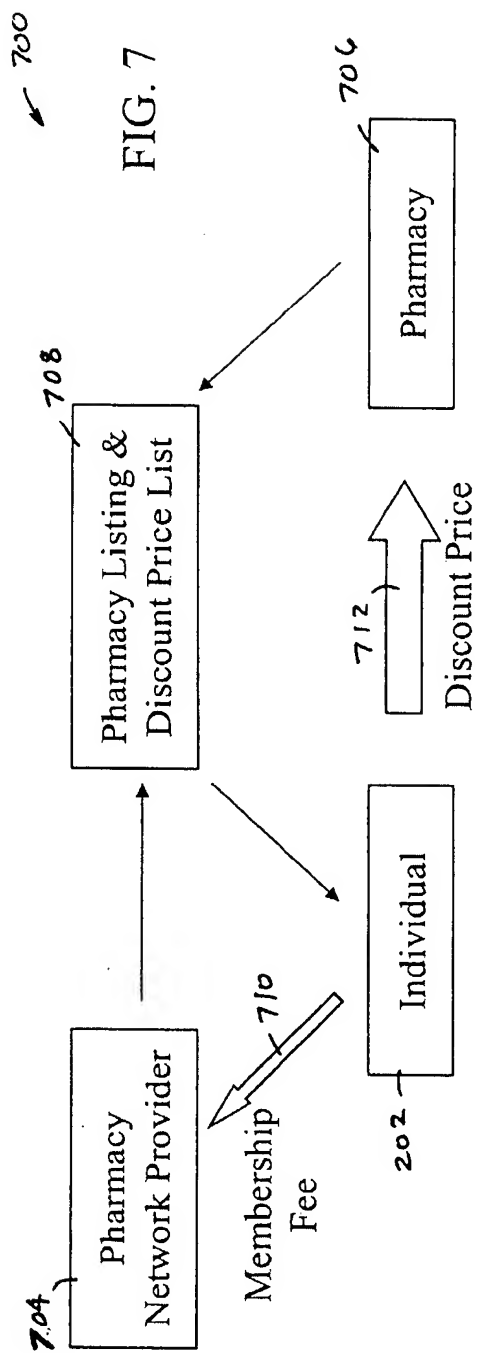 700
FIG. 7
704
Pharmacy
Network Provider
708
Pharmacy Listing &
Discount Price List
706
Pharmacy
710
Membership
Fee
202
Individual
712
Discount Price